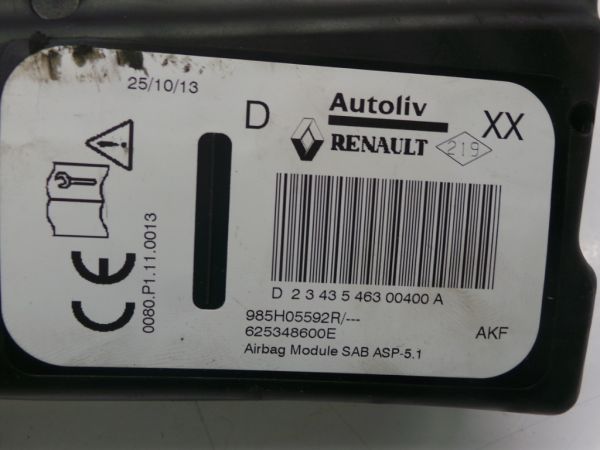 25/10/13
D
Autoliv
XX
RENAULT
219
CE
0080.P1.11.0013
D 2 3 43 5 463 00400 A
985H05592R/---
625348600E
AKF
Airbag Module SAB ASP-5.1